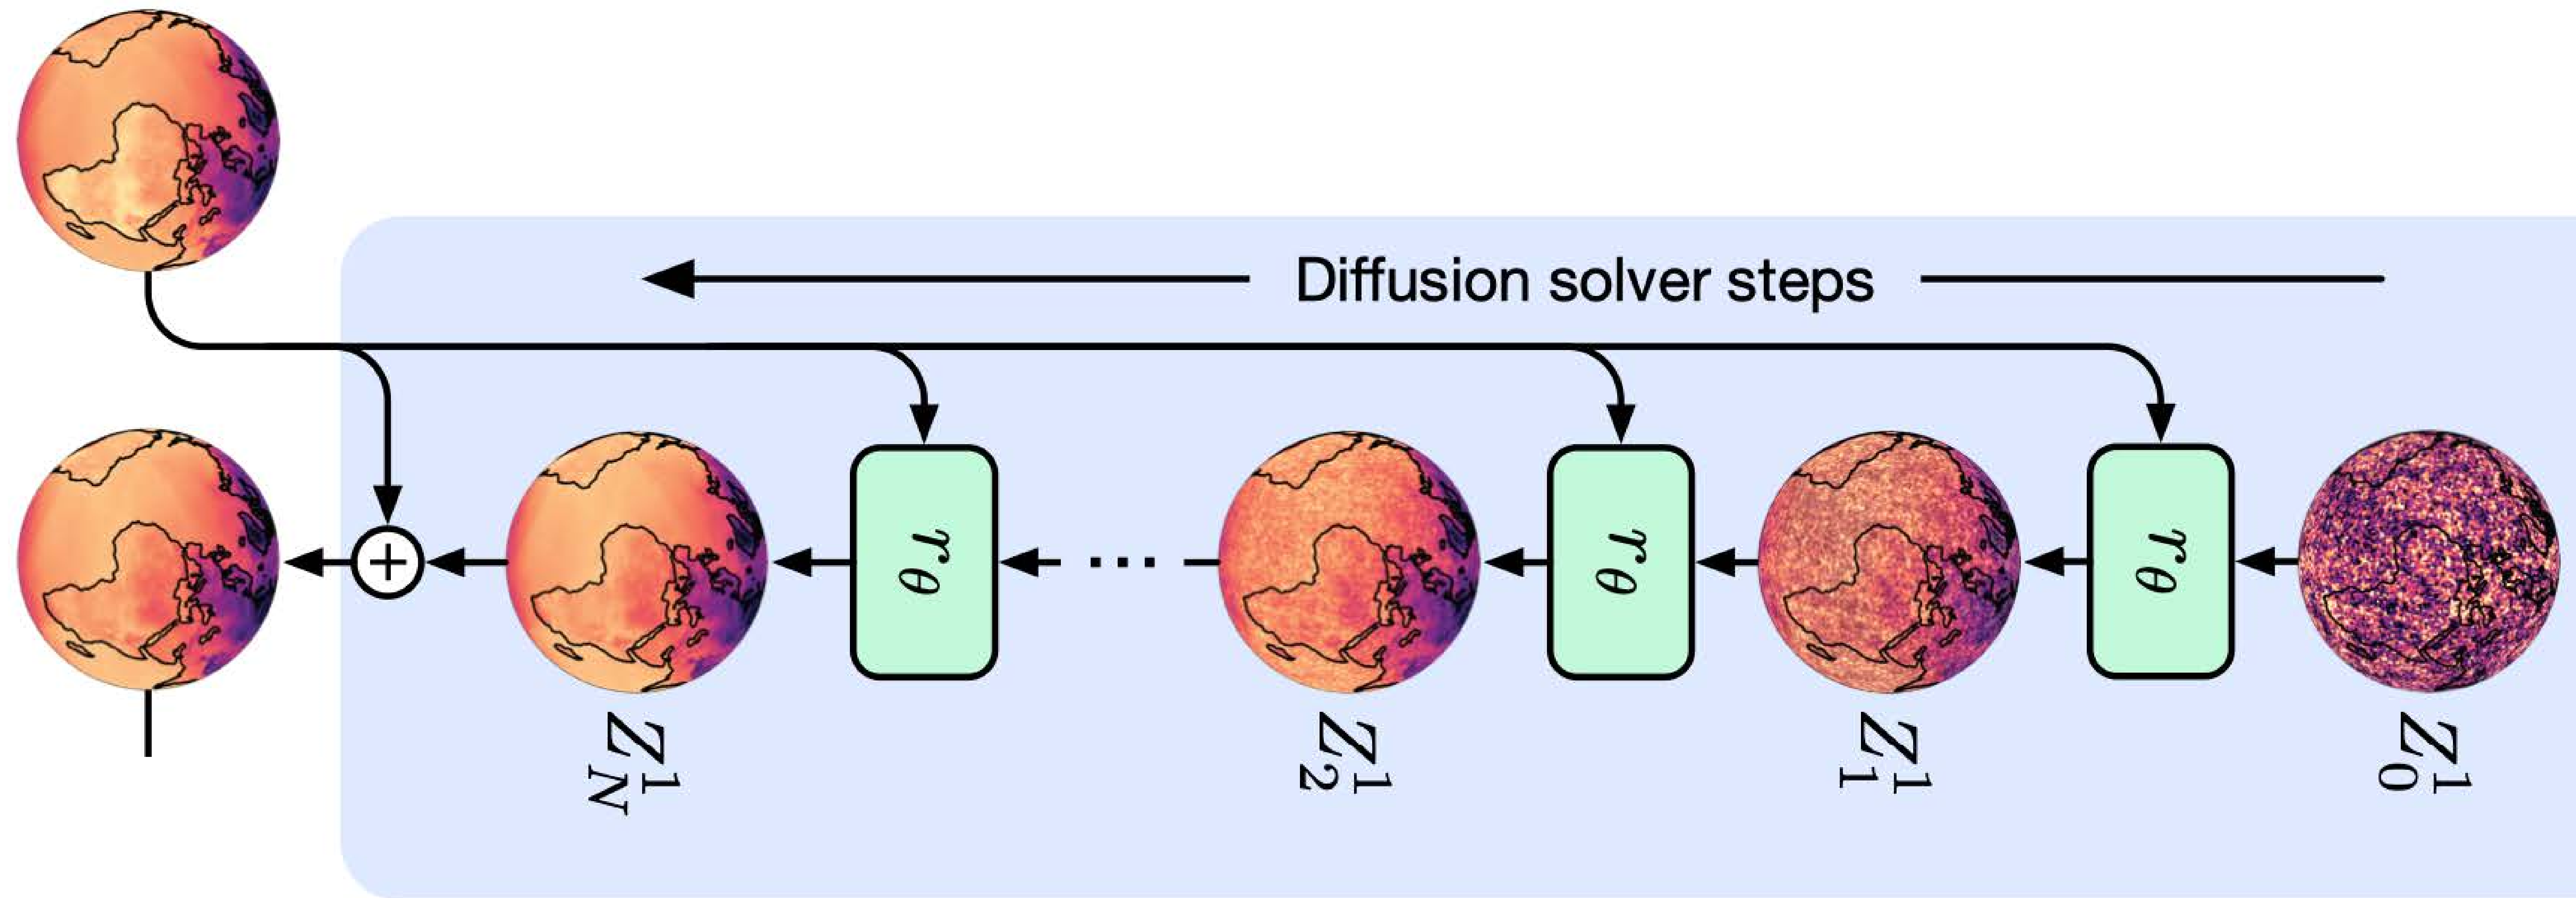 Diffusion solver steps
+
r_θ
...
r_θ
r_θ
Z_N^1
Z_2^1
Z_1^1
Z_0^1